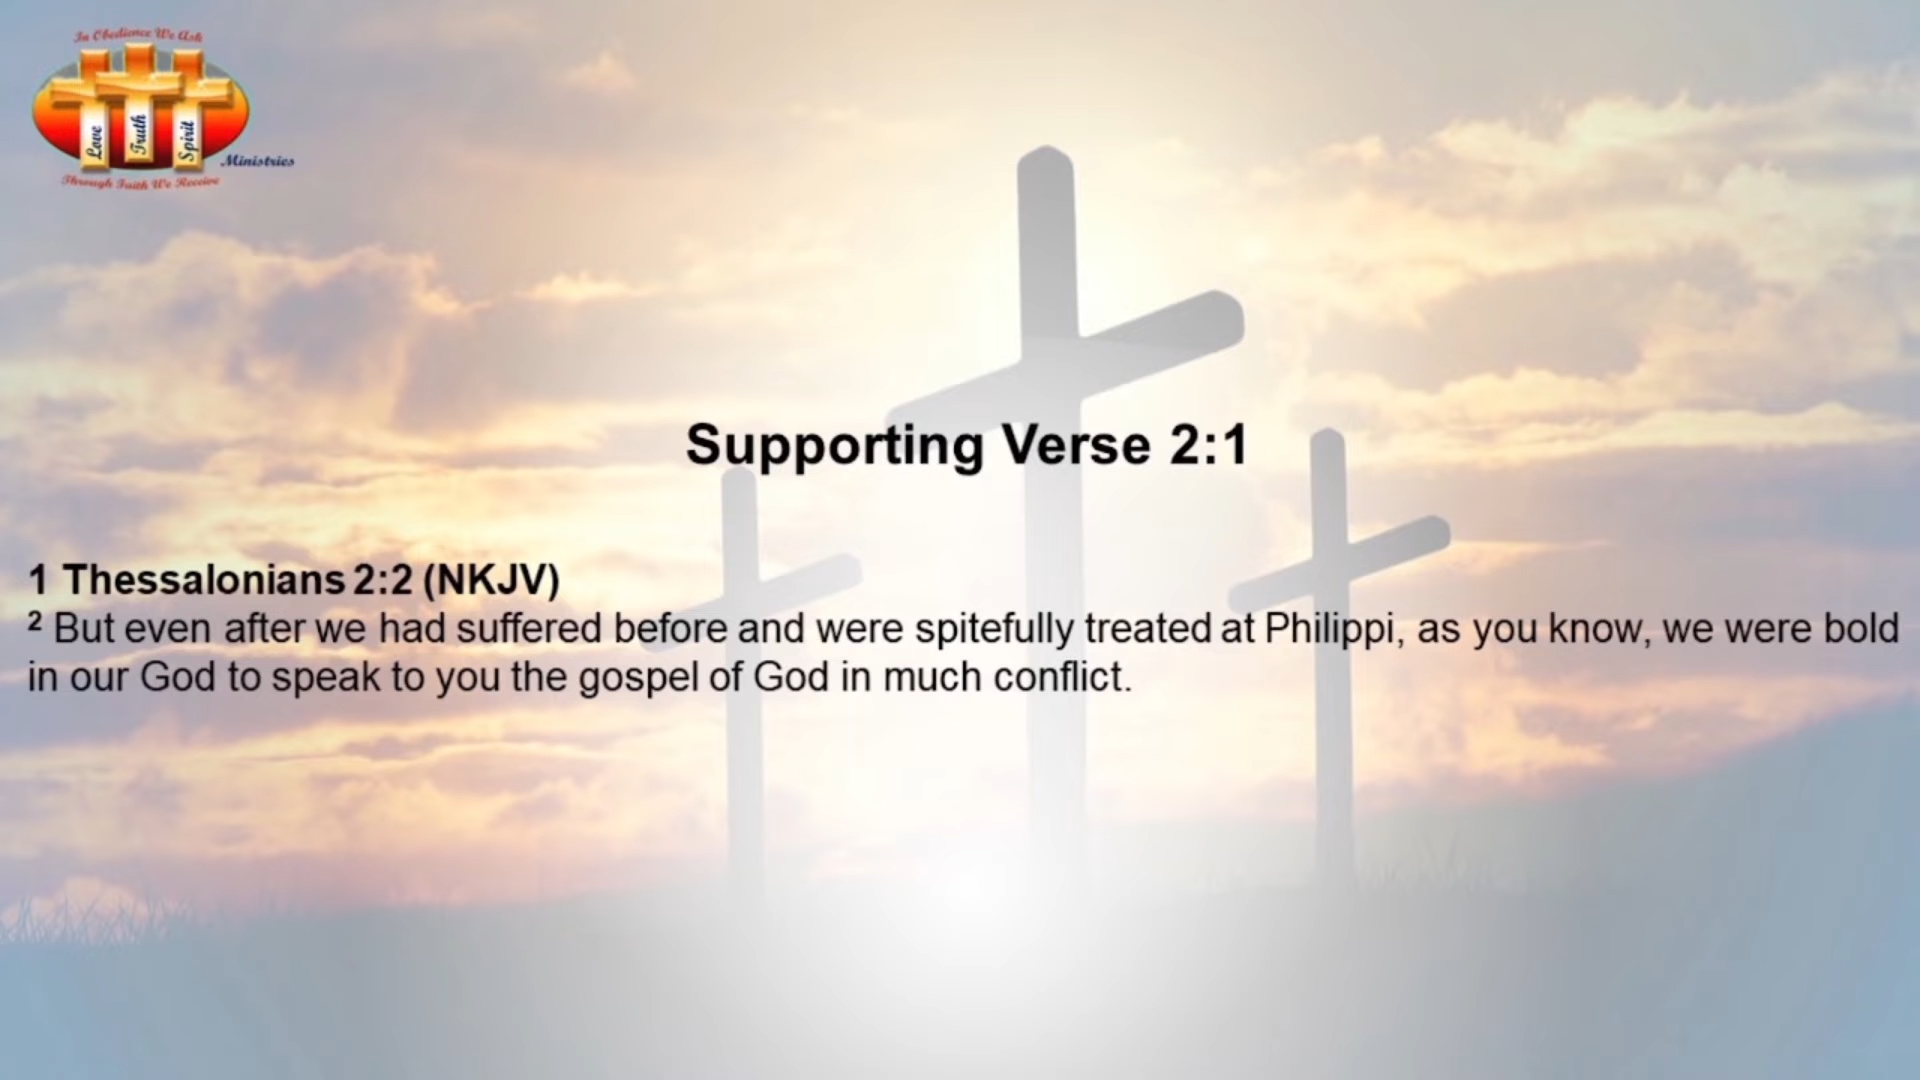 In Obedience We Ask
Love
Truth
Spirit
Ministries
Through Faith We Receive
Supporting Verse 2:1
1 Thessalonians 2:2 (NKJV)
2 But even after we had suffered before and were spitefully treated at Philippi, as you know, we were bold
in our God to speak to you the gospel of God in much conflict.